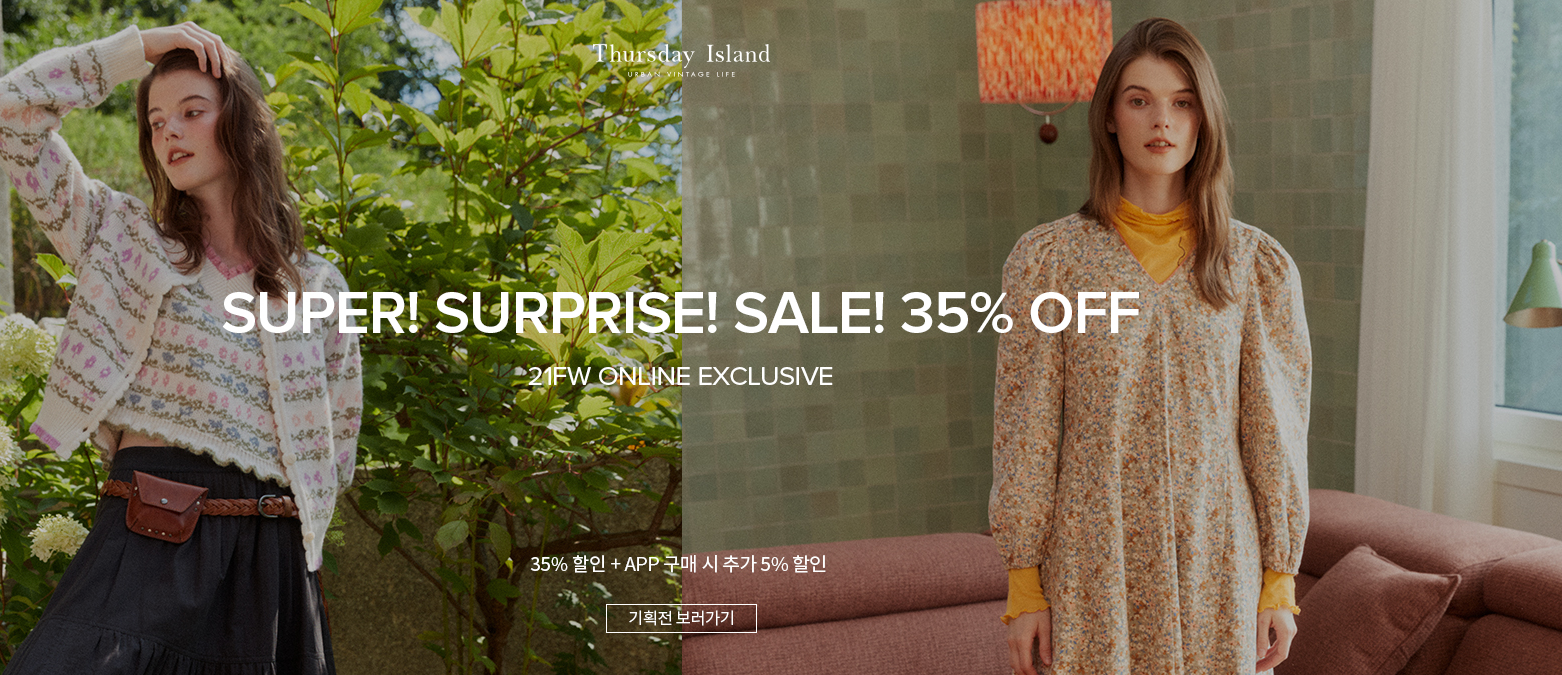 Thursday Island
URBAN VINTAGE LIFE
SUPER! SURPRISE! SALE! 35% OFF
21FW ONLINE EXCLUSIVE
35% 할인 + APP 구매 시 추가 5% 할인
기획전 보러가기